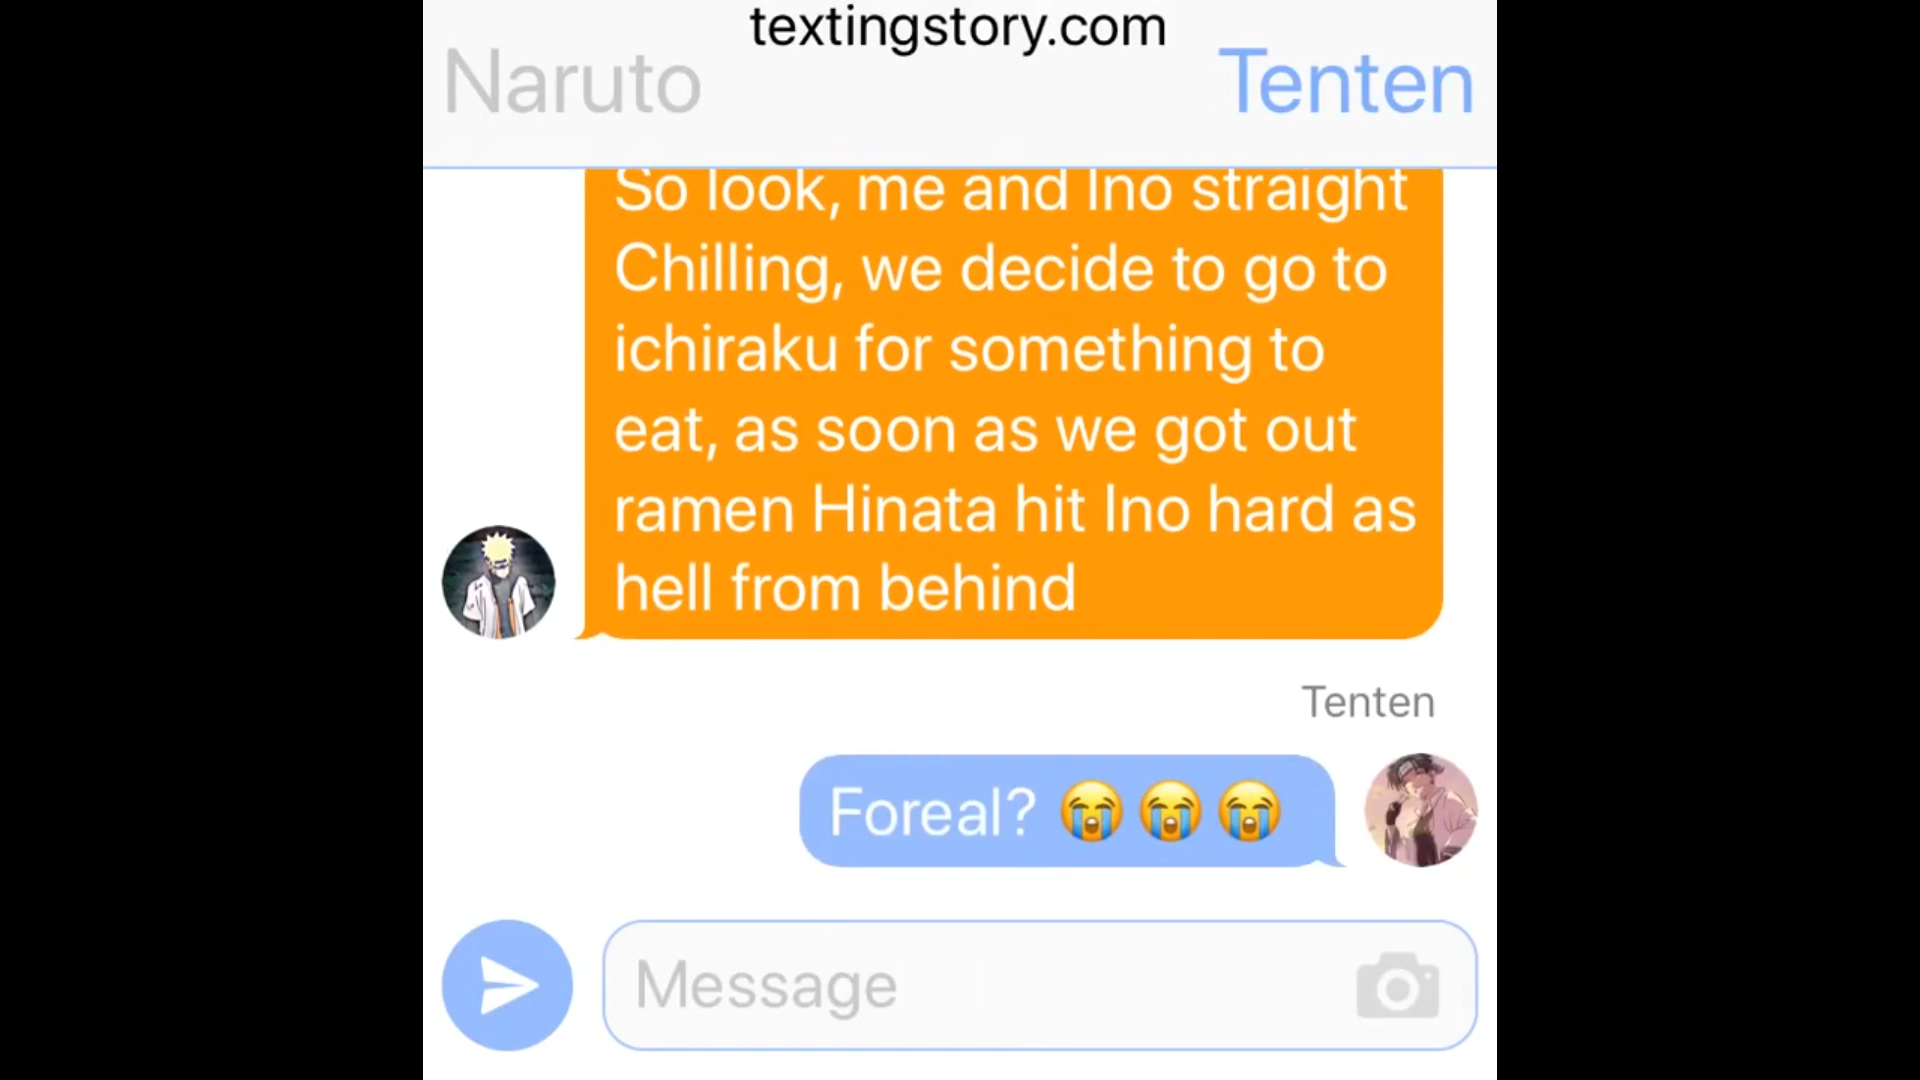 textingstory.com
Naruto
Tenten
So look, me and Ino straight
Chilling, we decide to go to
ichiraku for something to
eat, as soon as we got out
ramen Hinata hit Ino hard as
hell from behind
Tenten
Foreal? 😭 😭 😭
Message